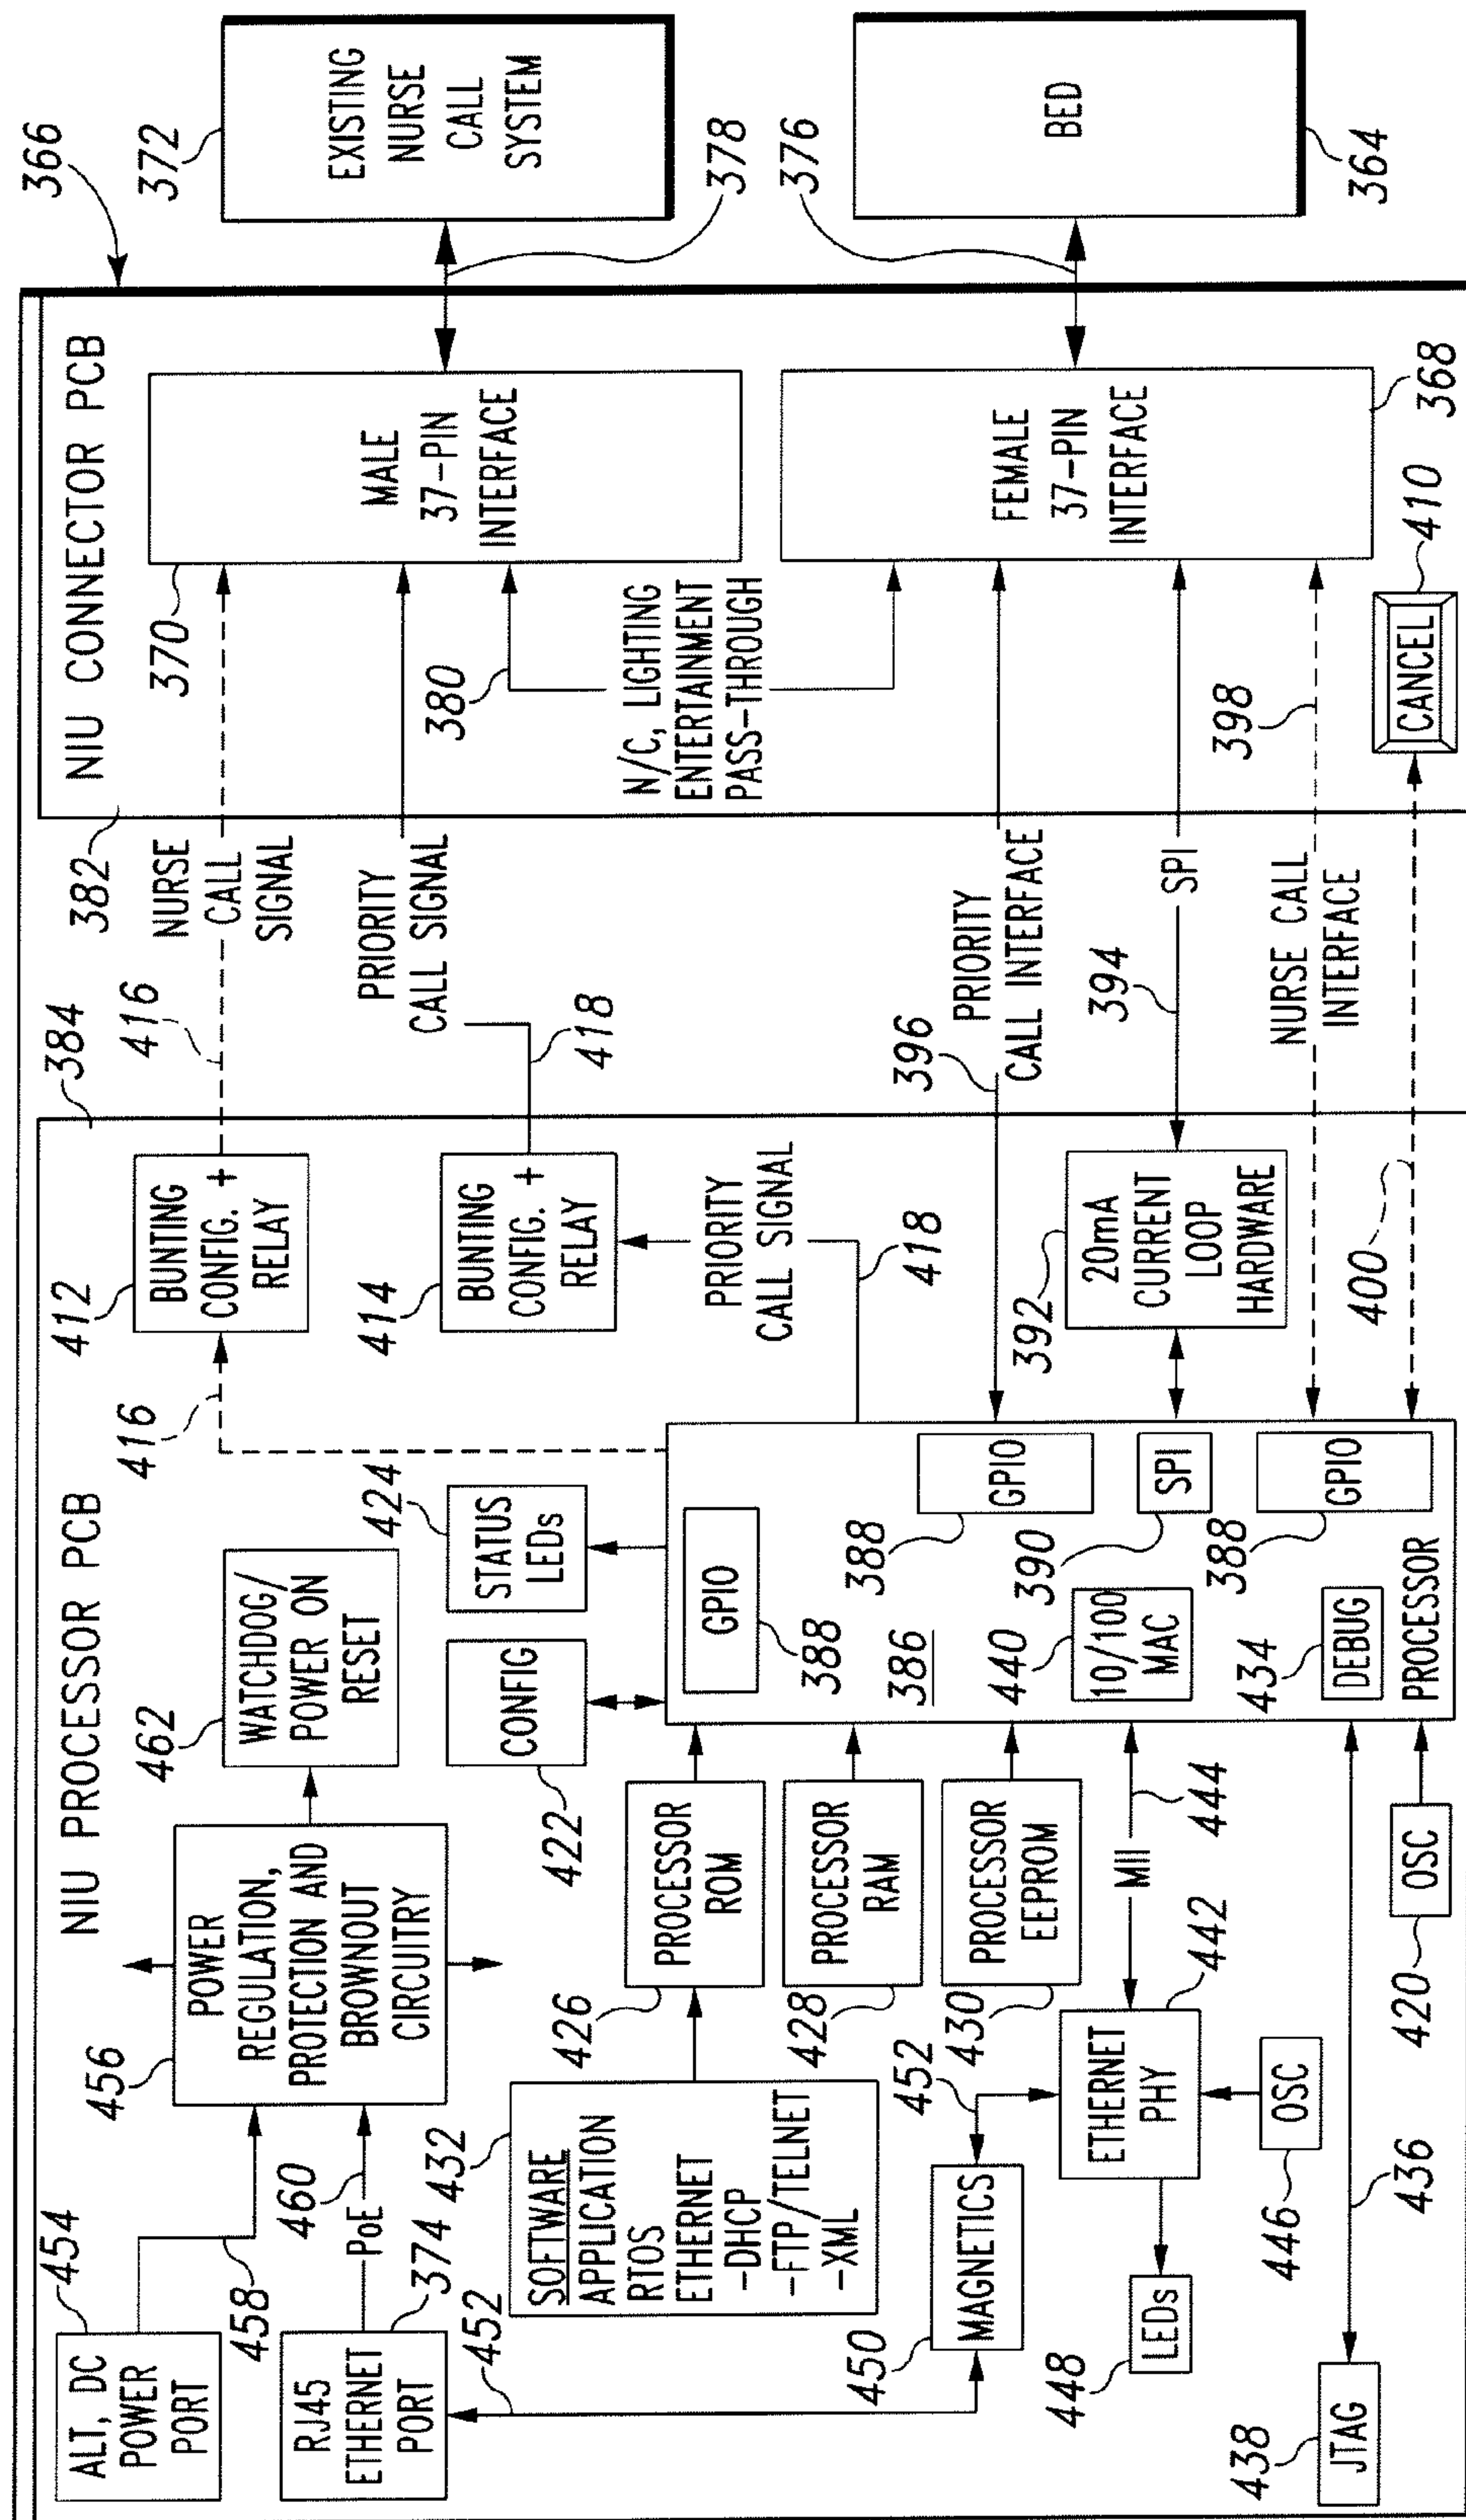 366
NIU PROCESSOR PCB
384
382
NIU CONNECTOR PCB
454
ALT, DC
POWER
PORT
458
456
POWER
REGULATION,
PROTECTION AND
BROWNOUT
CIRCUITRY
462
WATCHDOG/
POWER ON
RESET
460
PoE
374
RJ45
ETHERNET
PORT
452
432
SOFTWARE
APPLICATION
RTOS
ETHERNET
-DHCP
-FTP/TELNET
-XML
426
PROCESSOR
ROM
428
PROCESSOR
RAM
430
PROCESSOR
EEPROM
422
CONFIG
424
STATUS
LEDs
416
412
BUNTING
CONFIG. +
RELAY
416
NURSE
CALL
SIGNAL
414
BUNTING
CONFIG. +
RELAY
418
PRIORITY
CALL SIGNAL
PRIORITY
CALL SIGNAL
418
370
MALE
37-PIN
INTERFACE
378
372
EXISTING
NURSE
CALL
SYSTEM
380
N/C, LIGHTING
ENTERTAINMENT
PASS-THROUGH
GPIO
388
386
388
GPIO
390
SPI
388
GPIO
440
10/100
MAC
434
DEBUG
PROCESSOR
396
PRIORITY
CALL INTERFACE
392
20mA
CURRENT
LOOP
HARDWARE
394
SPI
NURSE CALL
INTERFACE
398
400
FEMALE
37-PIN
INTERFACE
368
376
BED
364
CANCEL
410
450
MAGNETICS
452
ETHERNET
PHY
442
MII
444
448
LEDs
OSC
446
438
JTAG
436
OSC
420